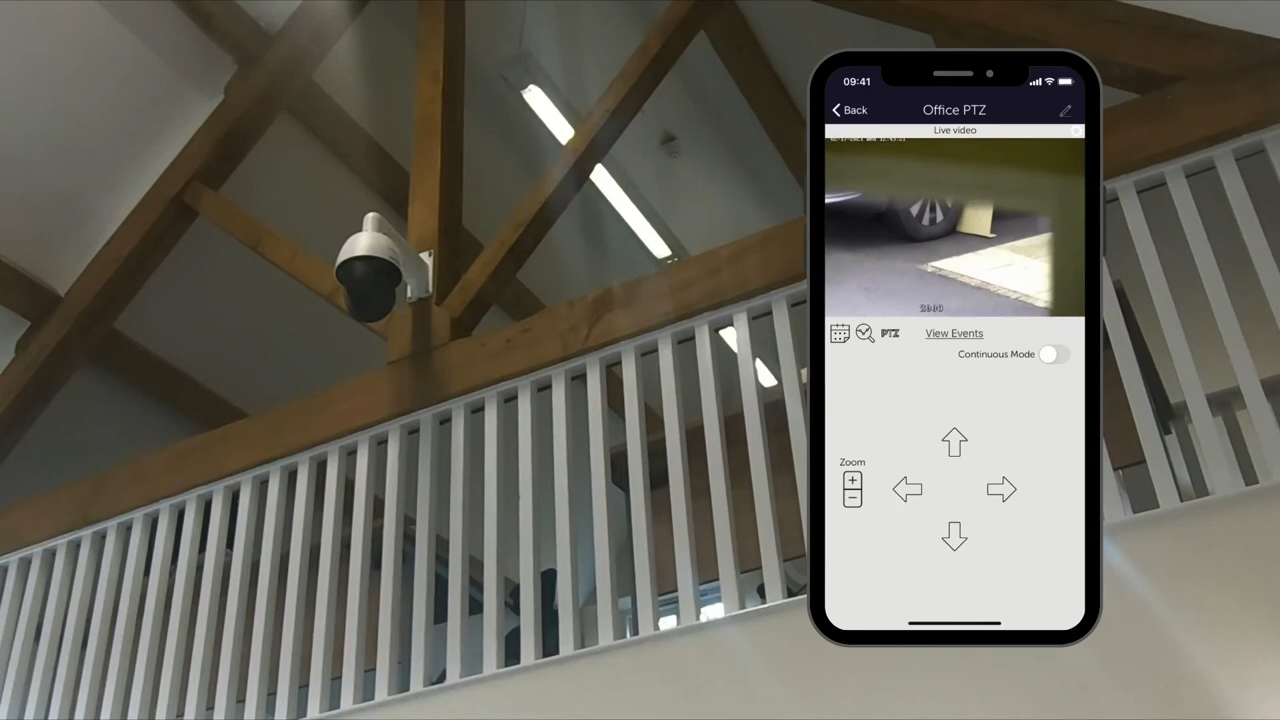 09:41
Back
Office PTZ
Live video
PTZ
View Events
Continuous Mode
Zoom